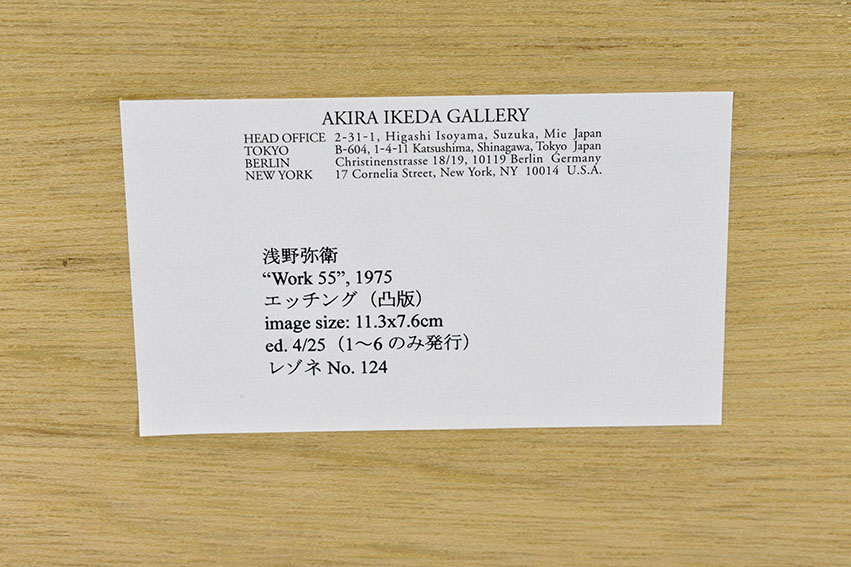 AKIRA IKEDA GALLERY
HEAD OFFICE 2-31-1, Higashi Isoyama, Suzuka, Mie Japan
TOKYO B-604, 1-4-11 Katsushima, Shinagawa, Tokyo Japan
BERLIN Christinenstrasse 18/19, 10119 Berlin Germany
NEW YORK 17 Cornelia Street, New York, NY 10014 U.S.A.
浅野弥衛
“Work 55”, 1975
エッチング（凸版）
image size: 11.3x7.6cm
ed. 4/25（1～6 のみ発行）
レゾネ No. 124